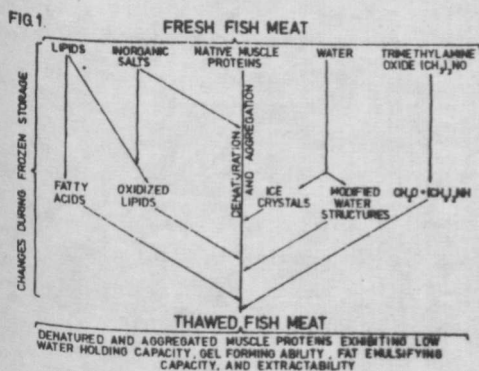 FIG.1.
FRESH FISH MEAT
LIPIDS
INORGANIC
SALTS
NATIVE MUSCLE
PROTEINS
WATER
TRIMETHYLAMINE
OXIDE (CH₃)₃NO
CHANGES DURING FROZEN STORAGE
DENATURATION
AND AGGREGATION
FATTY
ACIDS
OXIDIZED
LIPIDS
ICE
CRYSTALS
MODIFIED
WATER
STRUCTURES
CH₂O + (CH₃)₂NH
THAWED FISH MEAT
DENATURED AND AGGREGATED MUSCLE PROTEINS EXHIBITING LOW
WATER HOLDING CAPACITY, GEL FORMING ABILITY, FAT EMULSIFYING
CAPACITY, AND EXTRACTABILITY